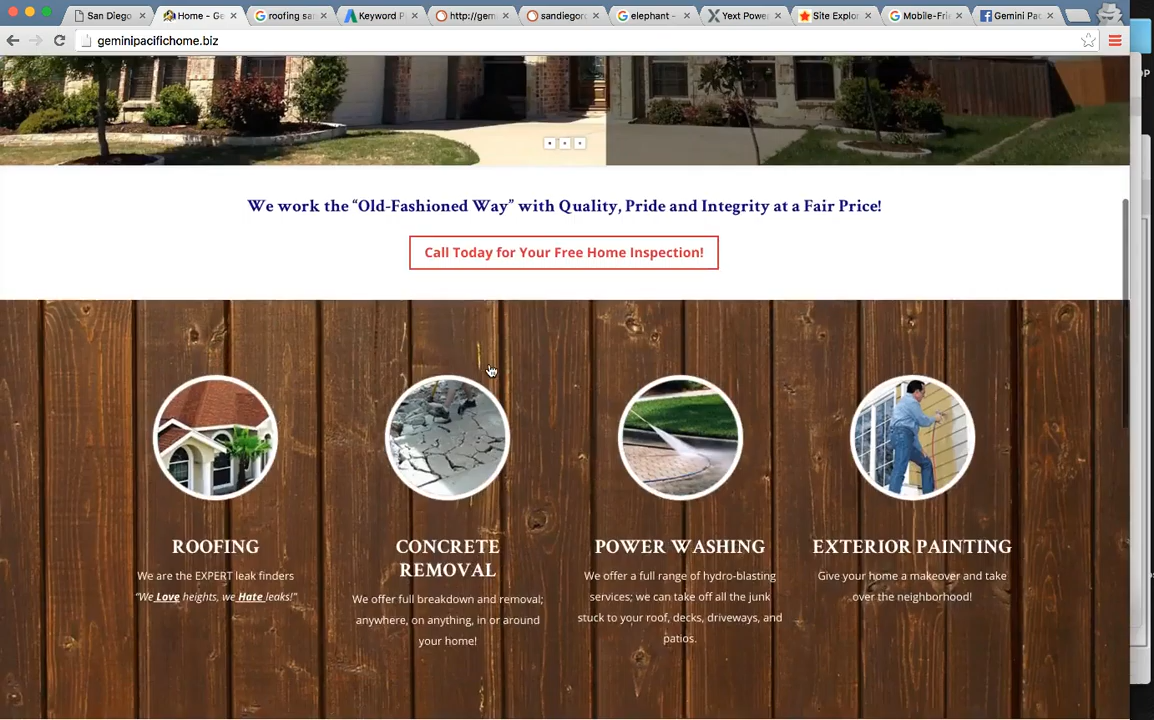 San Diego
Home - Ge
roofing sa
Keyword P
http://gem
sandiegor
elephant -
Yext Power
Site Explo
Mobile-Fri
Gemini Pac
geminipacifichome.biz
We work the “Old-Fashioned Way” with Quality, Pride and Integrity at a Fair Price!
Call Today for Your Free Home Inspection!
ROOFING
We are the EXPERT leak finders
“We Love heights, we Hate leaks!”
CONCRETE
REMOVAL
We offer full breakdown and removal;
anywhere, on anything, in or around
your home!
POWER WASHING
We offer a full range of hydro-blasting
services; we can take off all the junk
stuck to your roof, decks, driveways, and
patios.
EXTERIOR PAINTING
Give your home a makeover and take
over the neighborhood!